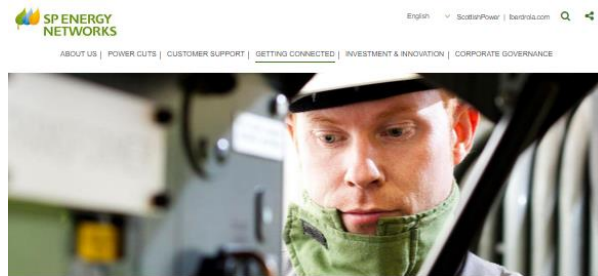 SP ENERGY
NETWORKS
English
ScottishPower | Iberdrola.com
ABOUT US | POWER CUTS | CUSTOMER SUPPORT | GETTING CONNECTED | INVESTMENT & INNOVATION | CORPORATE GOVERNANCE